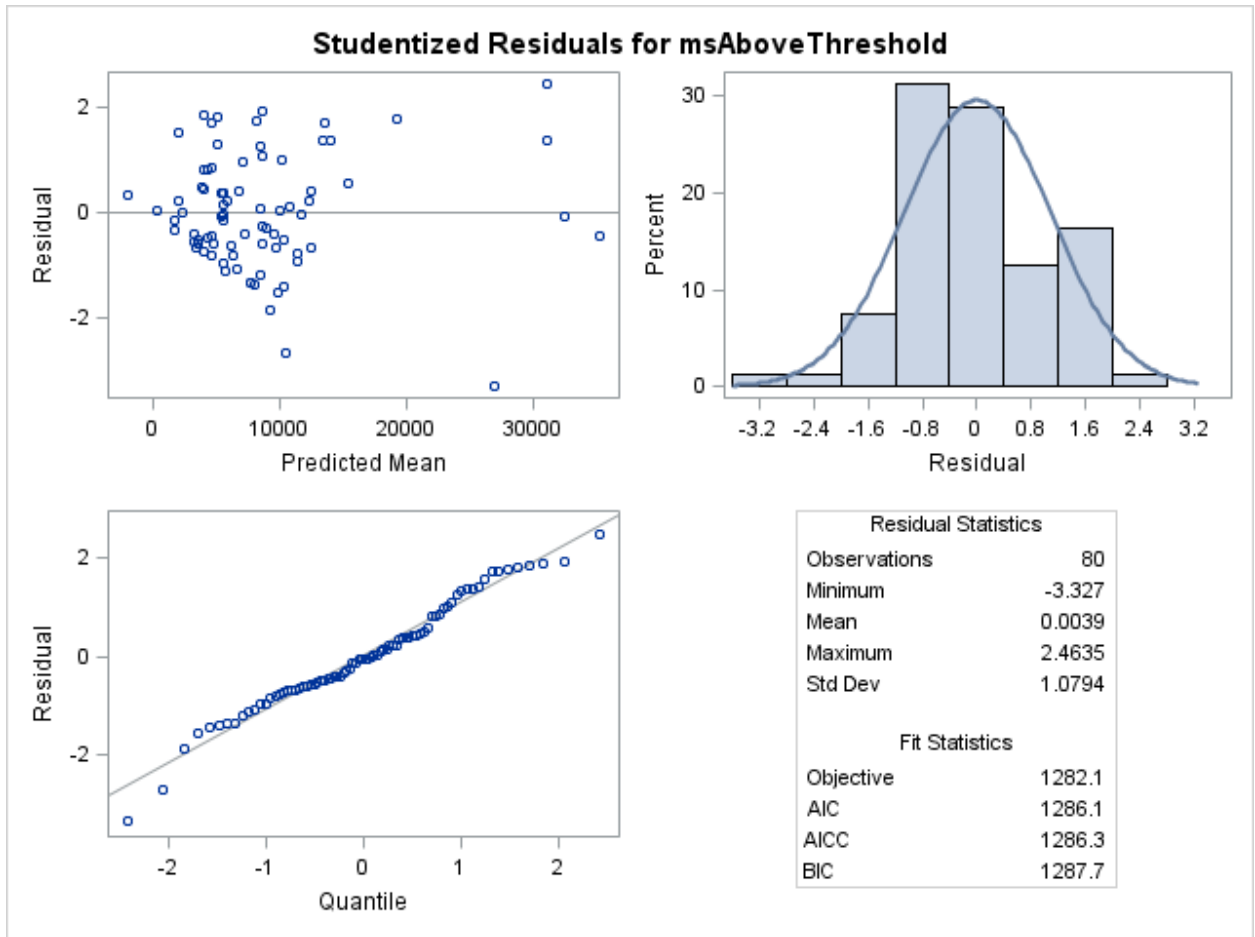 Studentized Residuals for msAboveThreshold
2
0
-2
Residual
0 10000 20000 30000
Predicted Mean
30
20
10
0
Percent
-3.2 -2.4 -1.6 -0.8 0 0.8 1.6 2.4 3.2
Residual
2
0
-2
Residual
-2 -1 0 1 2
Quantile
Residual Statistics
Observations 80
Minimum -3.327
Mean 0.0039
Maximum 2.4635
Std Dev 1.0794
Fit Statistics
Objective 1282.1
AIC 1286.1
AICC 1286.3
BIC 1287.7